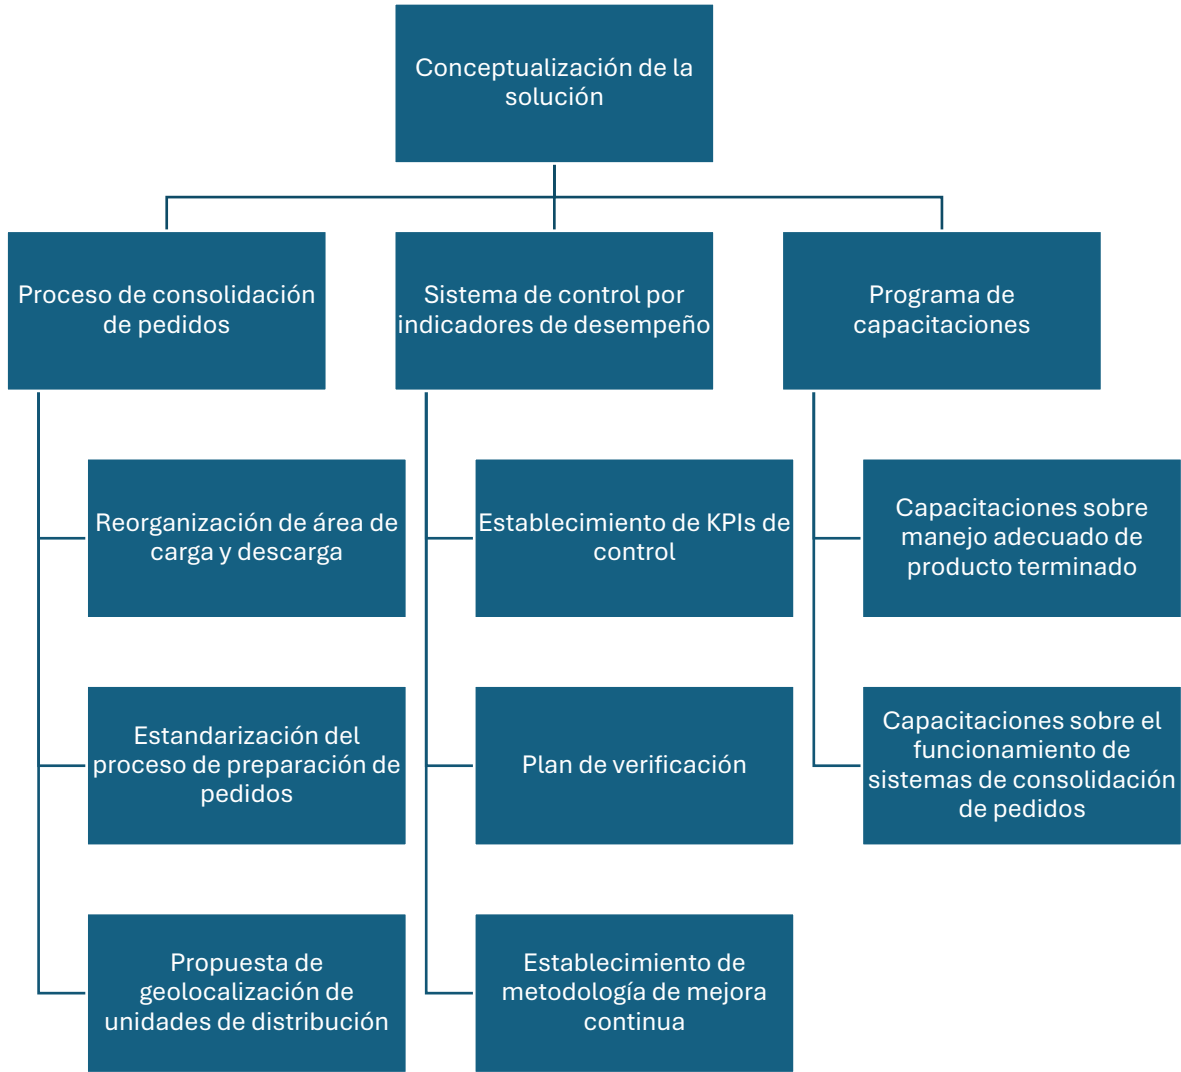 Conceptualización de la
solución
Proceso de consolidación
de pedidos
Sistema de control por
indicadores de desempeño
Programa de
capacitaciones
Reorganización de área de
carga y descarga
Establecimiento de KPIs de
control
Capacitaciones sobre
manejo adecuado de
producto terminado
Estandarización del
proceso de preparación de
pedidos
Plan de verificación
Capacitaciones sobre el
funcionamiento de
sistemas de consolidación
de pedidos
Propuesta de
geolocalización de
unidades de distribución
Establecimiento de
metodología de mejora
continua